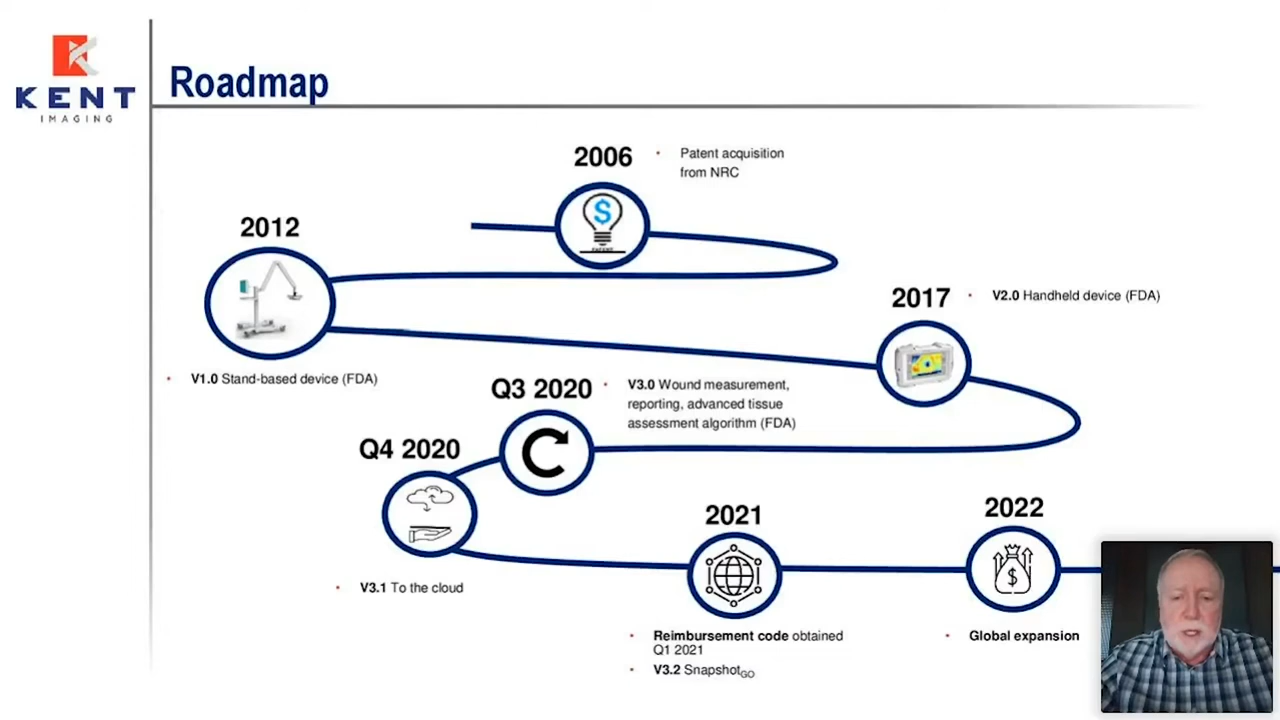 KENT
IMAGING
Roadmap
2006
• Patent acquisition
from NRC
2012
• V1.0 Stand-based device (FDA)
2017
• V2.0 Handheld device (FDA)
Q3 2020
• V3.0 Wound measurement,
reporting, advanced tissue
assessment algorithm (FDA)
Q4 2020
• V3.1 To the cloud
2021
• Reimbursement code obtained
Q1 2021
• V3.2 SnapshotGO
2022
• Global expansion